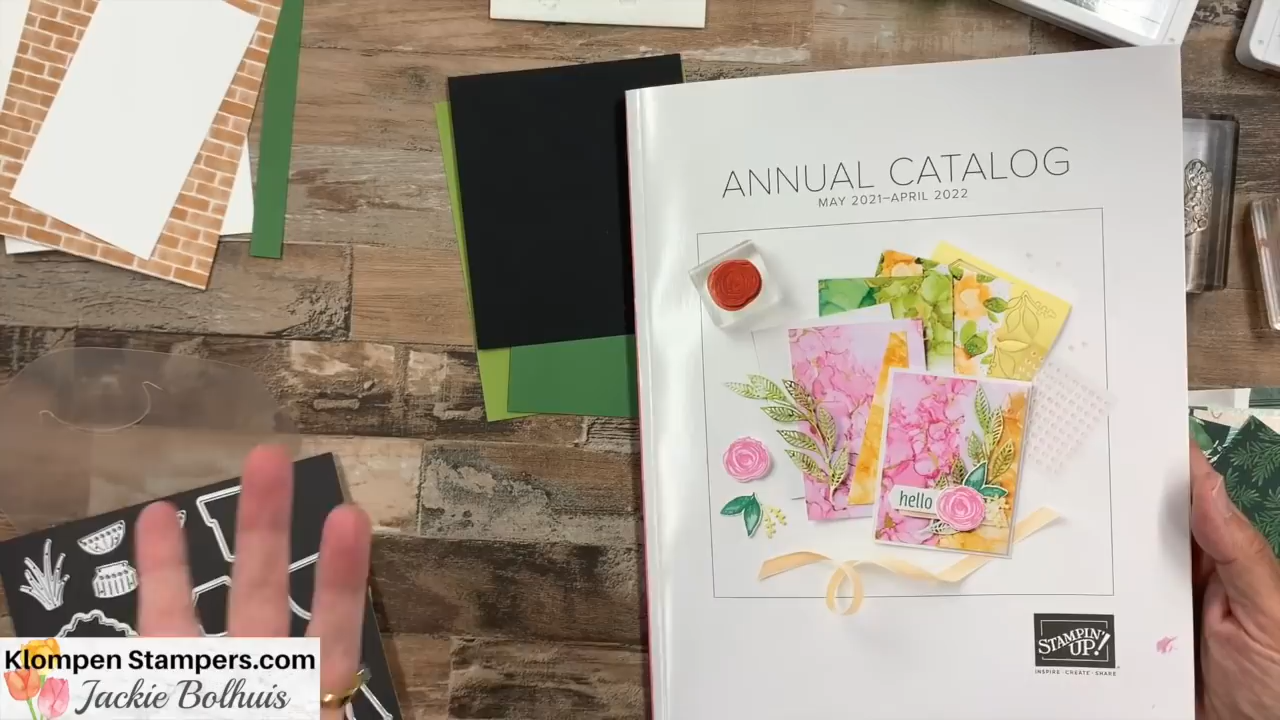 ANNUAL CATALOG
MAY 2021–APRIL 2022
hello
STAMPIN' UP!
INSPIRE · CREATE · SHARE
Klompen Stampers.com
Jackie Bolhuis